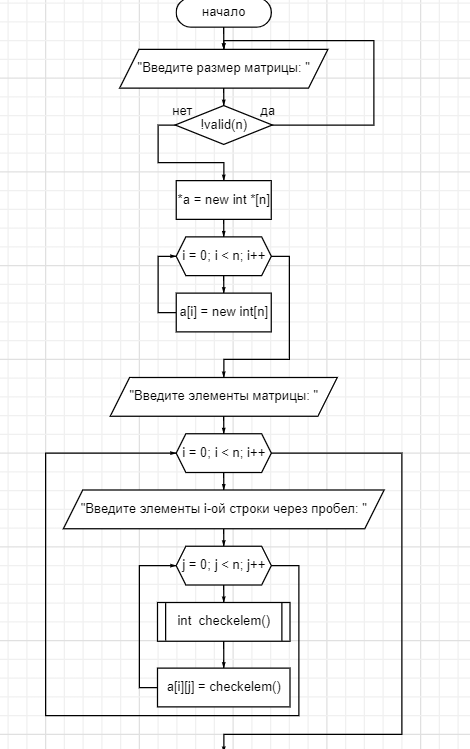 начало
"Введите размер матрицы: "
нет
да
!valid(n)
*a = new int *[n]
i = 0; i < n; i++
a[i] = new int[n]
"Введите элементы матрицы: "
i = 0; i < n; i++
"Введите элементы i-ой строки через пробел: "
j = 0; j < n; j++
int checkelem()
a[i][j] = checkelem()